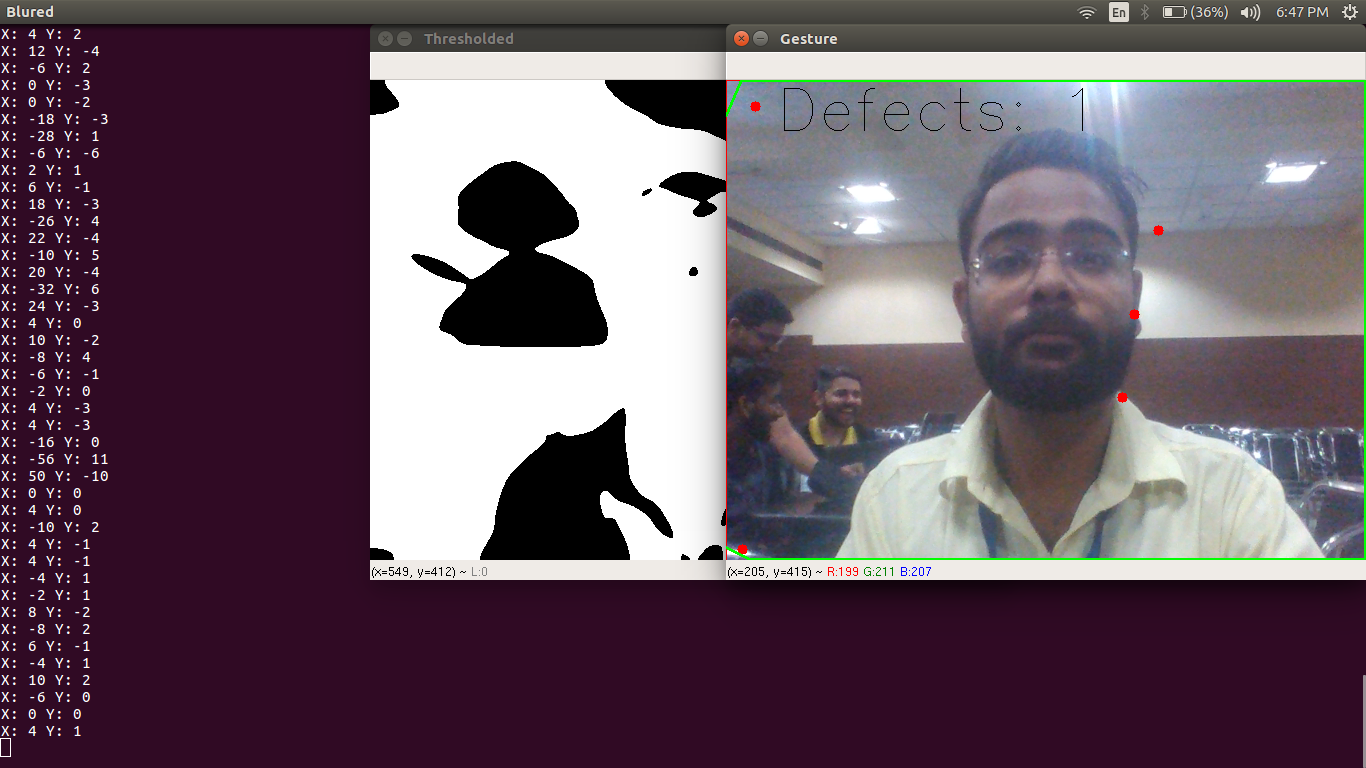 Blured
En
(36%)
6:47 PM
X: 4 Y: 2
X: 12 Y: -4
X: -6 Y: 2
X: 0 Y: -3
X: 0 Y: -2
X: -18 Y: -3
X: -28 Y: 1
X: -6 Y: -6
X: 2 Y: 1
X: 6 Y: -1
X: 18 Y: -3
X: -26 Y: 4
X: 22 Y: -4
X: -10 Y: 5
X: 20 Y: -4
X: -32 Y: 6
X: 24 Y: -3
X: 4 Y: 0
X: 10 Y: -2
X: -8 Y: 4
X: -6 Y: -1
X: -2 Y: 0
X: 4 Y: -3
X: 4 Y: -3
X: -16 Y: 0
X: -56 Y: 11
X: 50 Y: -10
X: 0 Y: 0
X: 4 Y: 0
X: -10 Y: 2
X: 4 Y: -1
X: 4 Y: -1
X: -4 Y: 1
X: -2 Y: 1
X: 8 Y: -2
X: -8 Y: 2
X: 6 Y: -1
X: -4 Y: 1
X: 10 Y: 2
X: -6 Y: 0
X: 0 Y: 0
X: 4 Y: 1
Thresholded
(x=549, y=412) ~ L:0
Gesture
Defects: 1
(x=205, y=415) ~ R:199 G:211 B:207